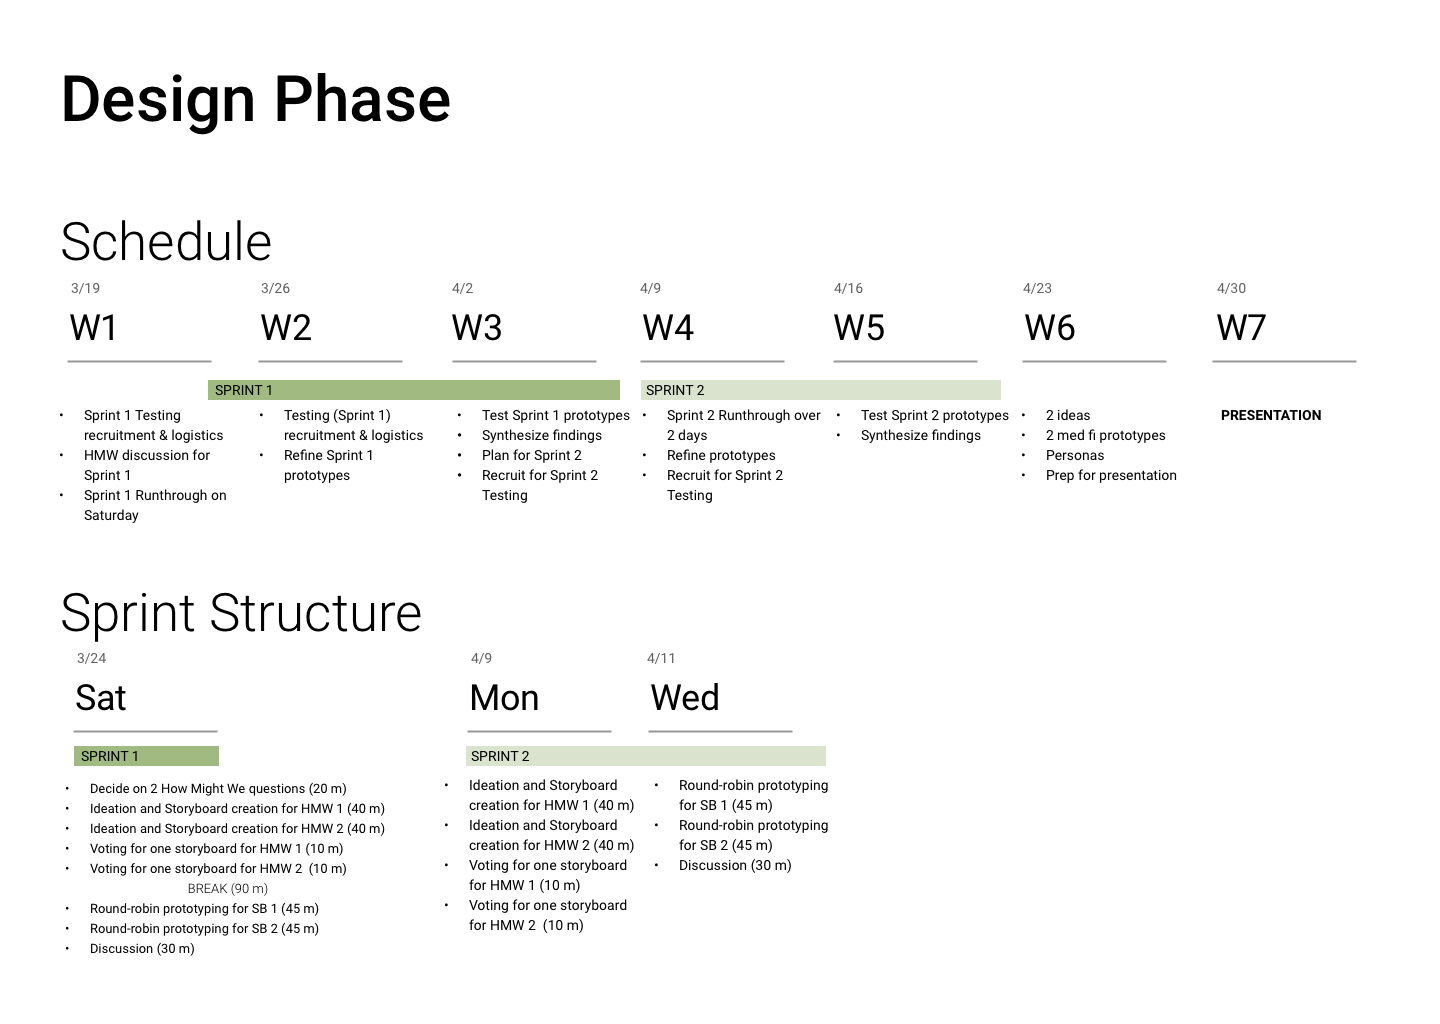 Design Phase
Schedule
3/19
W1
3/26
W2
4/2
W3
4/9
W4
4/16
W5
4/23
W6
4/30
W7
SPRINT 1
SPRINT 2
• Sprint 1 Testing
recruitment & logistics
• HMW discussion for
Sprint 1
• Sprint 1 Runthrough on
Saturday
• Testing (Sprint 1)
recruitment & logistics
• Refine Sprint 1
prototypes
• Test Sprint 1 prototypes
• Synthesize findings
• Plan for Sprint 2
• Recruit for Sprint 2
Testing
• Sprint 2 Runthrough over
2 days
• Refine prototypes
• Recruit for Sprint 2
Testing
• Test Sprint 2 prototypes
• Synthesize findings
• 2 ideas
• 2 med fi prototypes
• Personas
• Prep for presentation
PRESENTATION
Sprint Structure
3/24
Sat
SPRINT 1
• Decide on 2 How Might We questions (20 m)
• Ideation and Storyboard creation for HMW 1 (40 m)
• Ideation and Storyboard creation for HMW 2 (40 m)
• Voting for one storyboard for HMW 1 (10 m)
• Voting for one storyboard for HMW 2  (10 m)
BREAK (90 m)
• Round-robin prototyping for SB 1 (45 m)
• Round-robin prototyping for SB 2 (45 m)
• Discussion (30 m)
4/9
Mon
4/11
Wed
SPRINT 2
• Ideation and Storyboard
creation for HMW 1 (40 m)
• Ideation and Storyboard
creation for HMW 2 (40 m)
• Voting for one storyboard
for HMW 1 (10 m)
• Voting for one storyboard
for HMW 2  (10 m)
• Round-robin prototyping
for SB 1 (45 m)
• Round-robin prototyping
for SB 2 (45 m)
• Discussion (30 m)